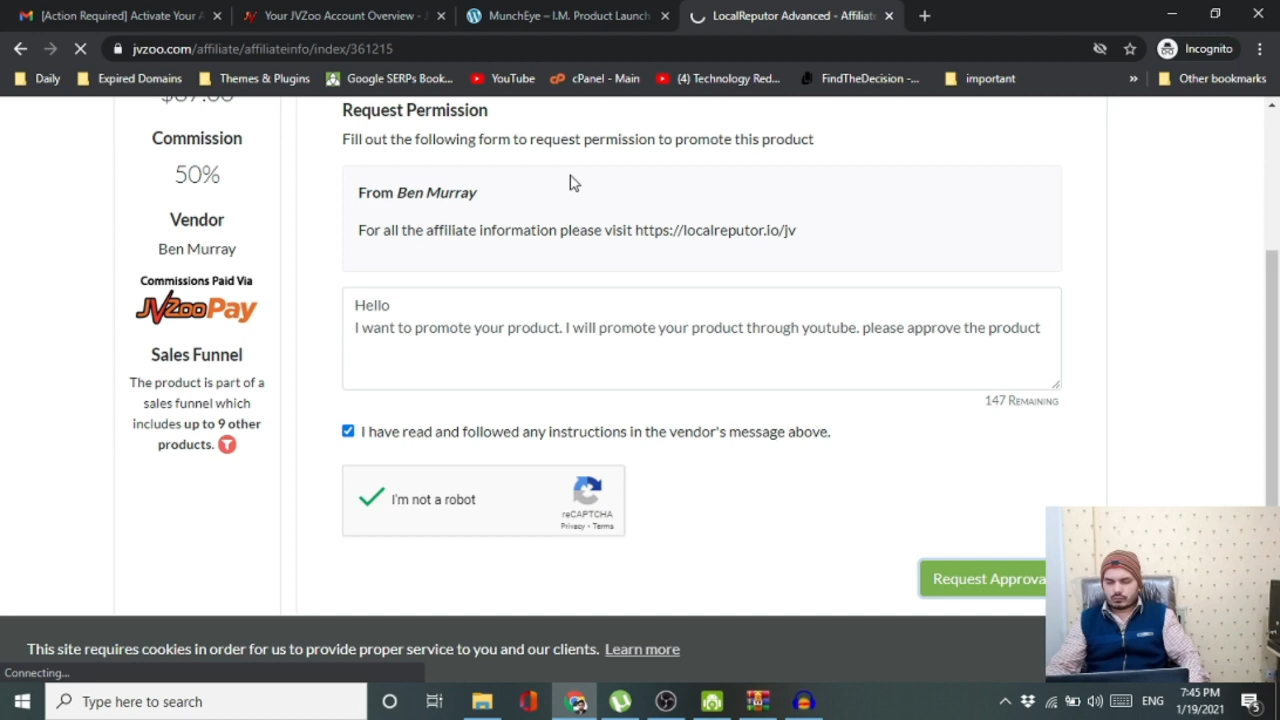 [Action Required] Activate Your A
Your JVZoo Account Overview - J
MunchEye – I.M. Product Launch
LocalReputor Advanced - Affiliate
jvzoo.com/affiliate/affiliateinfo/index/361215
Incognito
Daily
Expired Domains
Themes & Plugins
Google SERPs Book...
YouTube
cPanel - Main
(4) Technology Red...
FindTheDecision -...
important
»
Other bookmarks
Commission
50%
Vendor
Ben Murray
Commissions Paid Via
JVZooPay
Sales Funnel
The product is part of a
sales funnel which
includes up to 9 other
products.
Request Permission
Fill out the following form to request permission to promote this product
From Ben Murray
For all the affiliate information please visit https://localreputor.io/jv
Hello
I want to promote your product. I will promote your product through youtube. please approve the product
147 REMAINING
I have read and followed any instructions in the vendor's message above.
I'm not a robot
reCAPTCHA
Privacy - Terms
Request Approva
This site requires cookies in order for us to provide proper service to you and our clients. Learn more
Connecting...
Type here to search
ENG
7:45 PM
1/19/2021
5